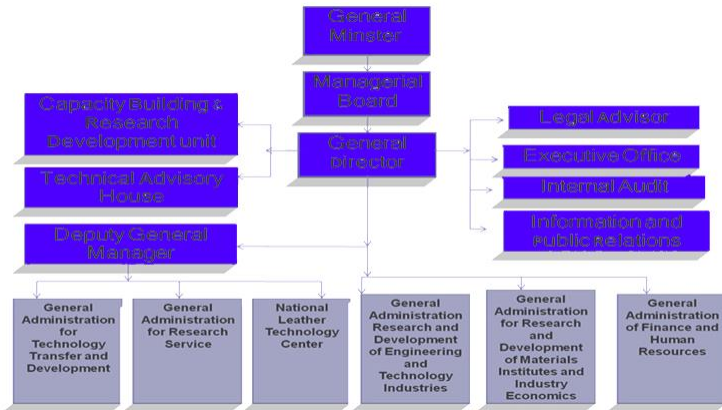 General
Minster
Managerial
Board
General
Director
Capacity Building &
Research
Development unit
Technical Advisory
House
Legal Advisor
Executive Office
Internal Audit
Information and
Public Relations
Deputy General
Manager
General
Administration
for
Technology
Transfer and
Development
General
Administration
for Research
Service
National
Leather
Technology
Center
General
Administration
Research and
Development
of Engineering
and
Technology
Industries
General
Administration
for Research
and
Development
of Materials
Institutes and
Industry
Economics
General
Administration
of Finance and
Human
Resources